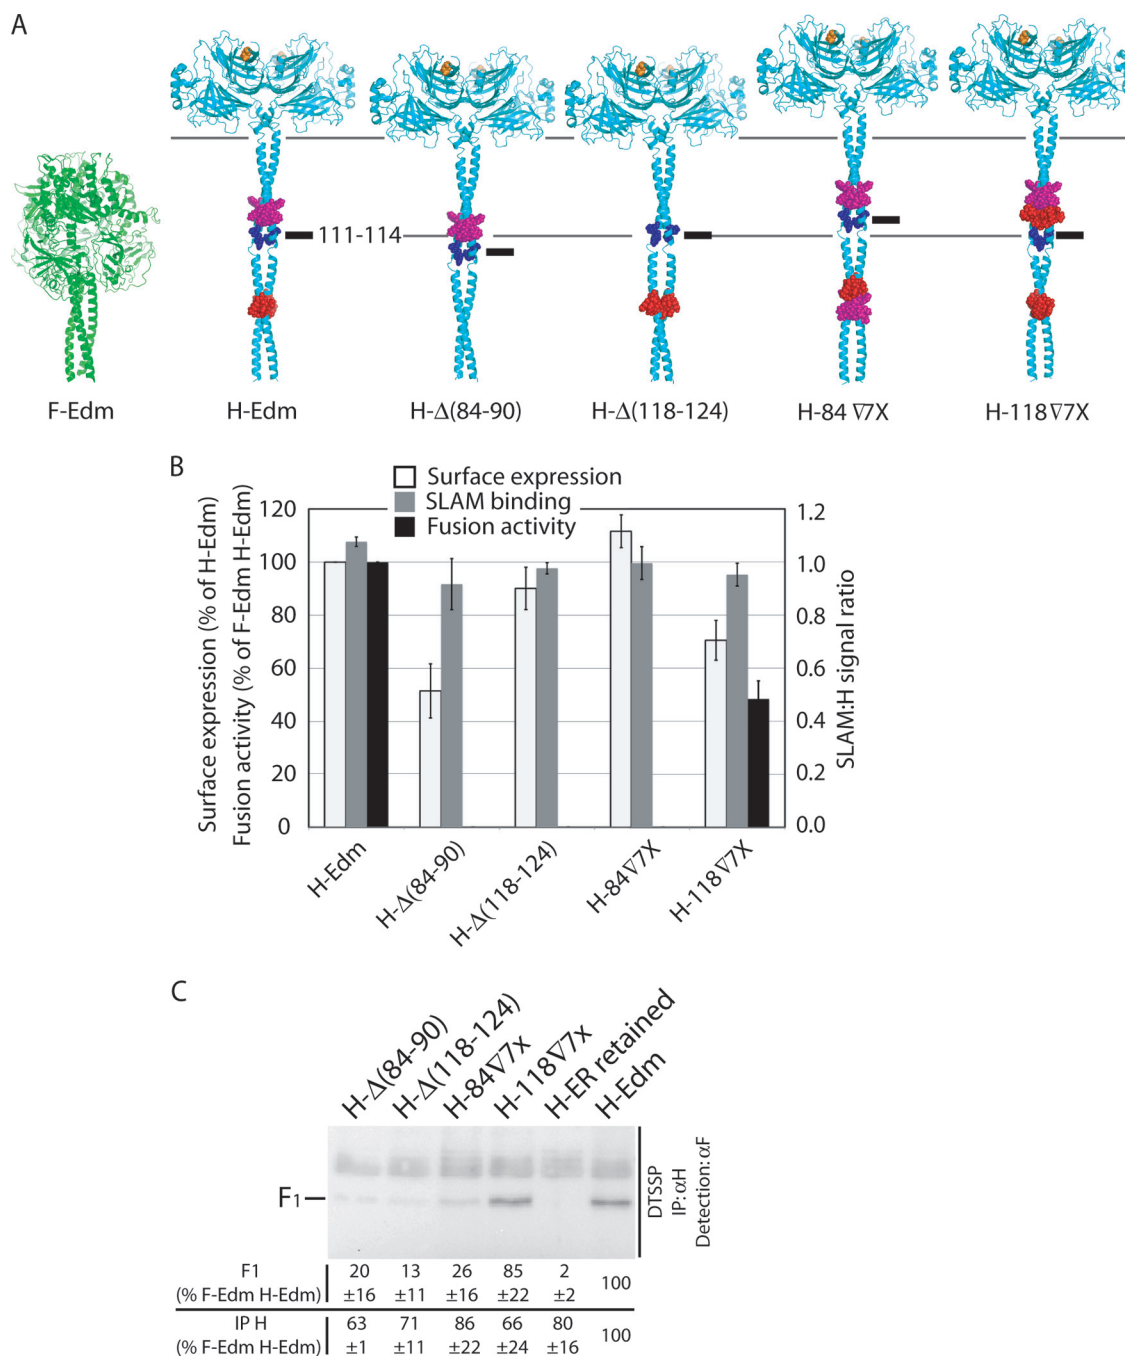 A
111-114
F-Edm
H-Edm
H-Δ(84-90)
H-Δ(118-124)
H-84 ∇7X
H-118∇7X
B
Surface expression
SLAM binding
Fusion activity
Surface expression (% of H-Edm)
Fusion activity (% of F-Edm H-Edm)
120
100
80
60
40
20
0
1.2
1.0
0.8
0.6
0.4
0.2
0.0
SLAM:H signal ratio
H-Edm
H-Δ(84-90)
H-Δ(118-124)
H-84∇7X
H-118∇7X
C
H-Δ(84-90)
H-Δ(118-124)
H-84∇7x
H-118∇7x
H-ER retained
H-Edm
F1
DTSSP
IP: αH
Detection: αF
F1 20 13 26 85 2 100
(% F-Edm H-Edm) ±16 ±11 ±16 ±22 ±2
IP H 63 71 86 66 80 100
(% F-Edm H-Edm) ±1 ±11 ±22 ±24 ±16